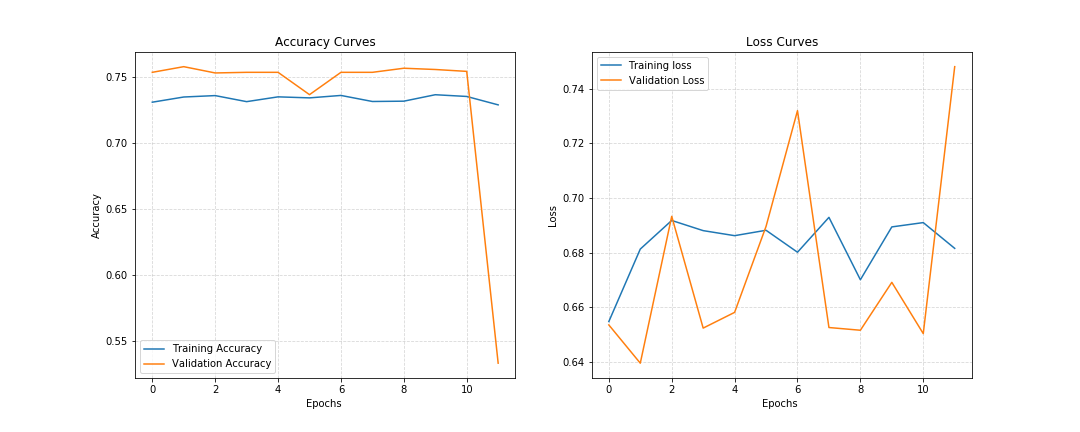 Accuracy Curves
0.75
0.70
0.65
0.60
0.55
Accuracy
Training Accuracy
Validation Accuracy
0 2 4 6 8 10
Epochs
Loss Curves
Training loss
Validation Loss
0.74
0.72
0.70
0.68
0.66
0.64
Loss
0 2 4 6 8 10
Epochs